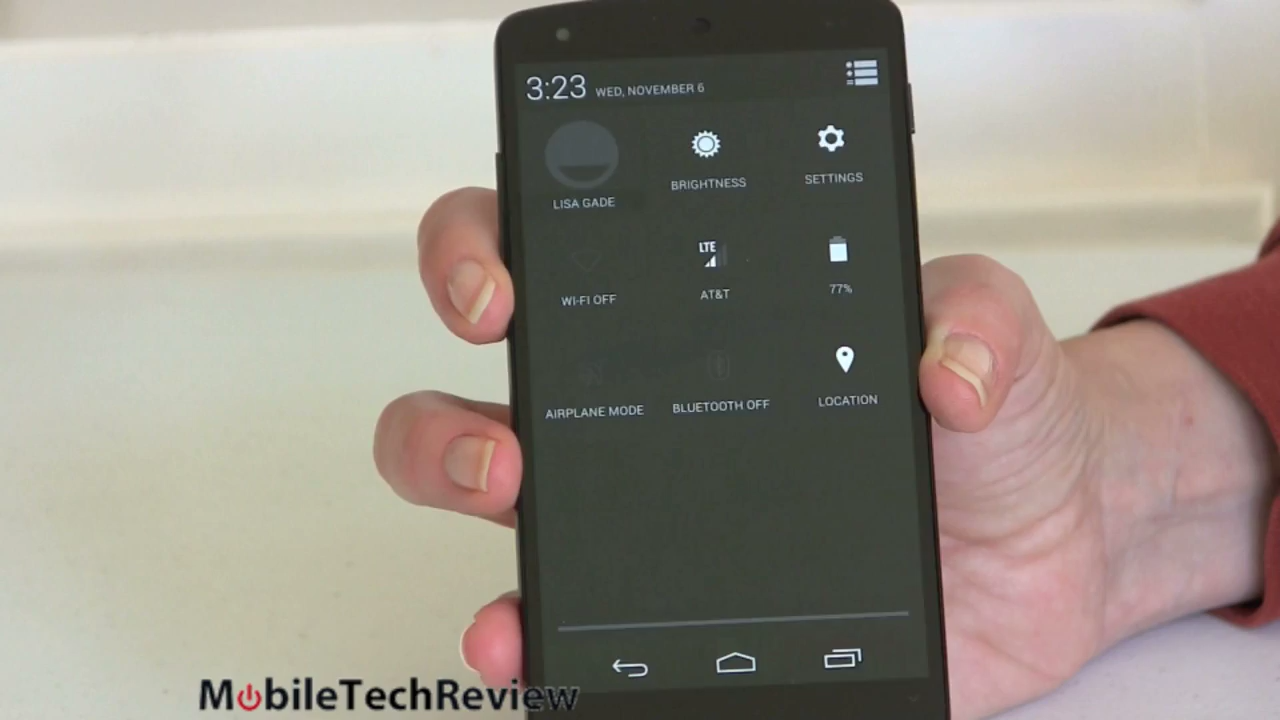 3:23 WED, NOVEMBER 6
LISA GADE
BRIGHTNESS
SETTINGS
WI-FI OFF
LTE
AT&T
77%
AIRPLANE MODE
BLUETOOTH OFF
LOCATION
MobileTechReview